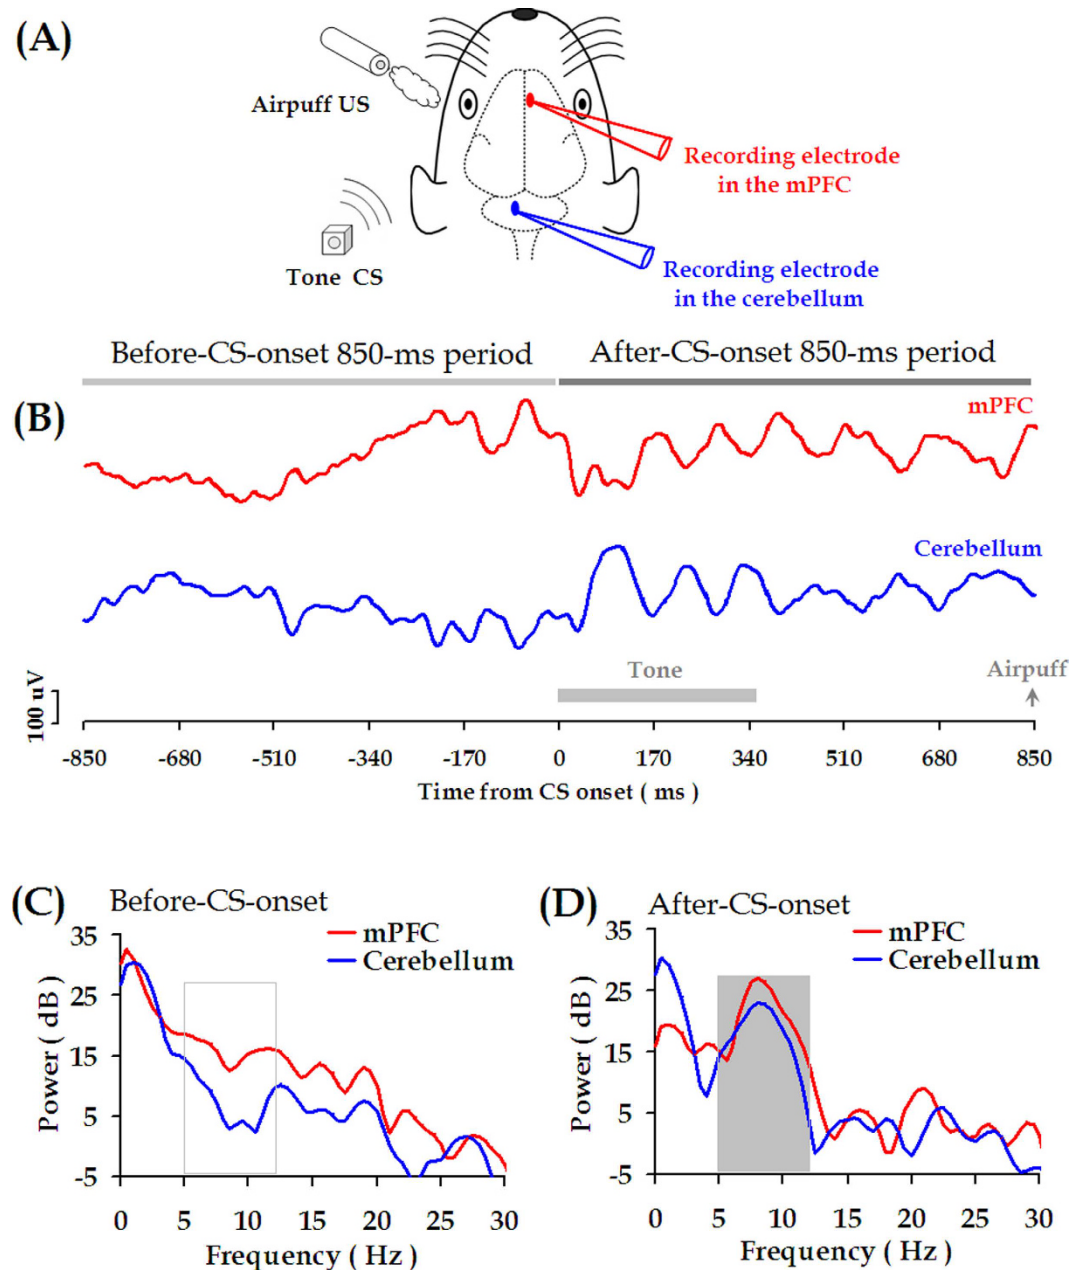 (A)
Airpuff US
Recording electrode
in the mPFC
Tone CS
Recording electrode
in the cerebellum
Before-CS-onset 850-ms period
After-CS-onset 850-ms period
(B)
mPFC
Cerebellum
Tone
Airpuff
100 uV
-850 -680 -510 -340 -170 0 170 340 510 680 850
Time from CS onset ( ms )
(C) Before-CS-onset
mPFC
Cerebellum
35
25
15
5
-5
Power ( dB )
0 5 10 15 20 25 30
Frequency ( Hz )
(D) After-CS-onset
mPFC
Cerebellum
35
25
15
5
-5
Power ( dB )
0 5 10 15 20 25 30
Frequency ( Hz )